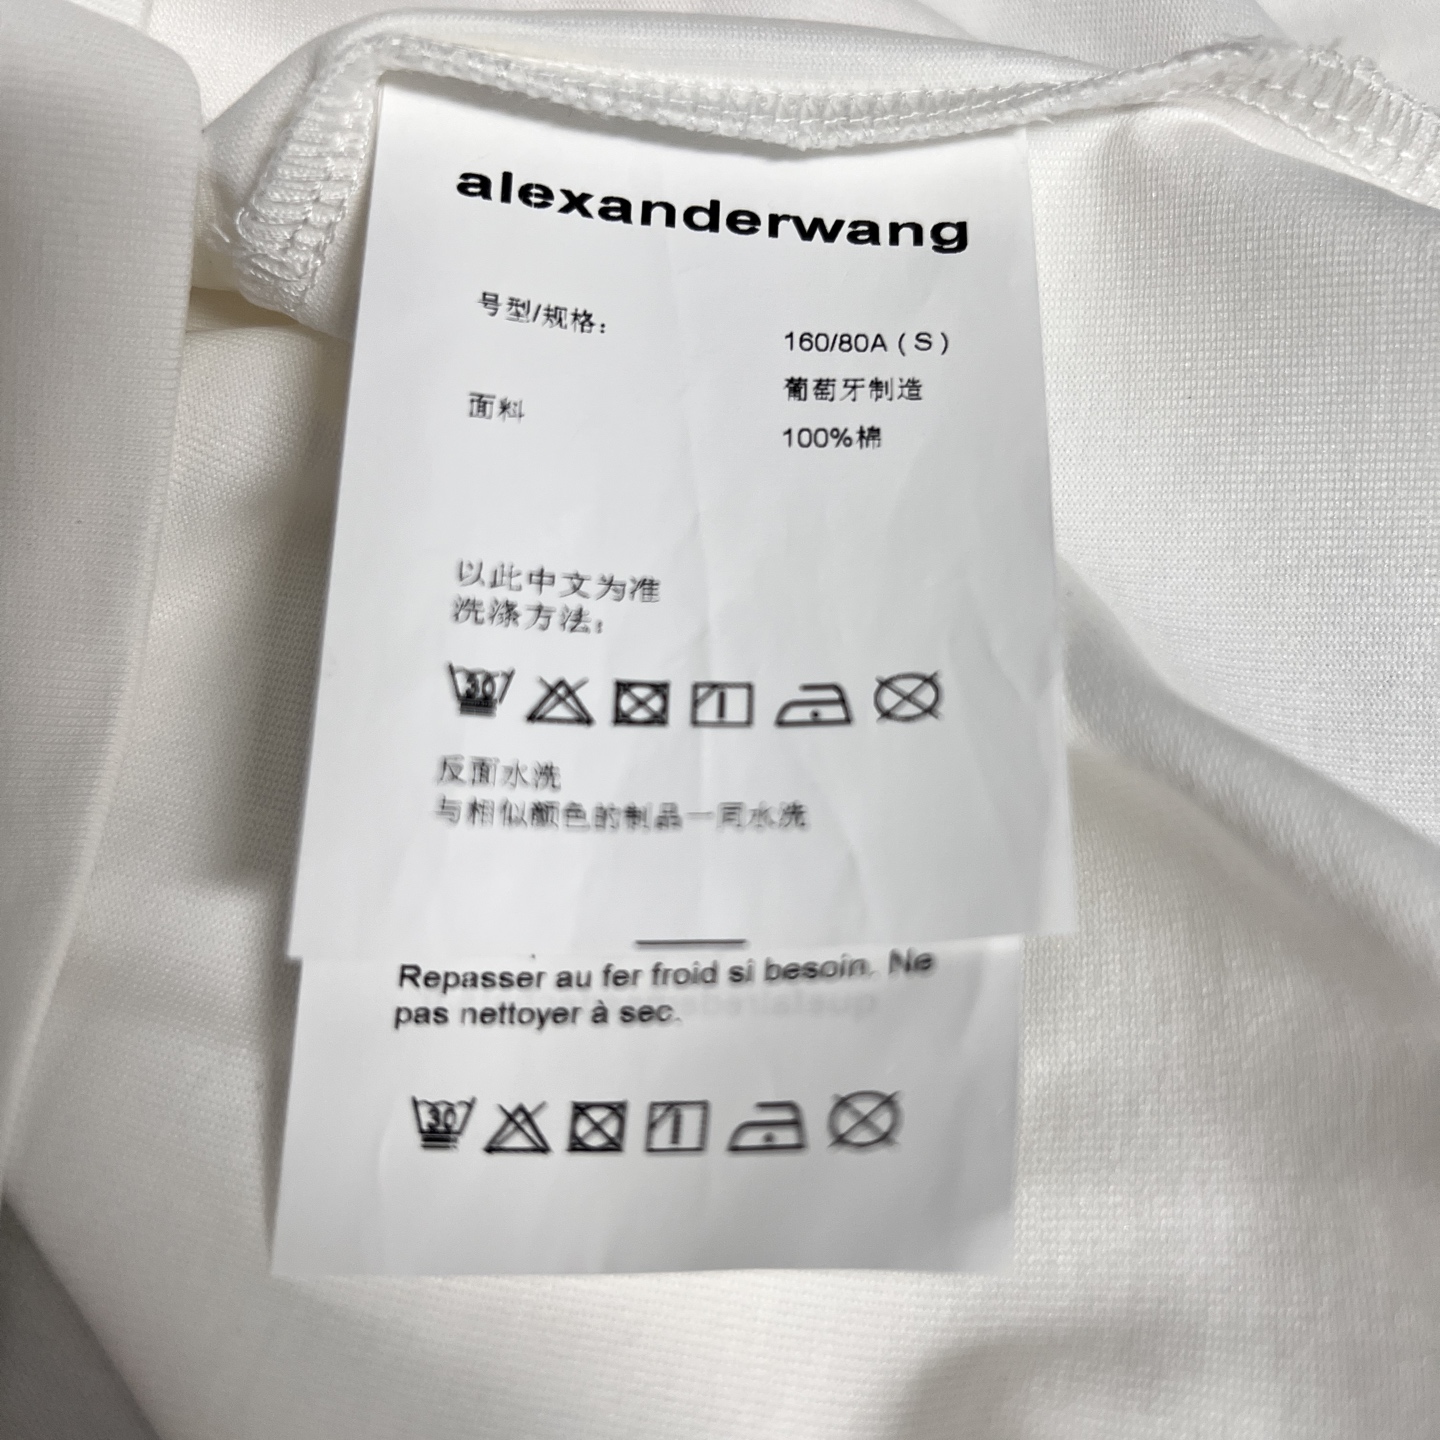 alexanderwang
号型/规格:
160/80A ( S )
葡萄牙制造
面料
100%棉
以此中文为准
洗涤方法:
30
反面水洗
与相似颜色的制品一同水洗
Repasser au fer froid si besoin. Ne
pas nettoyer à sec.
30